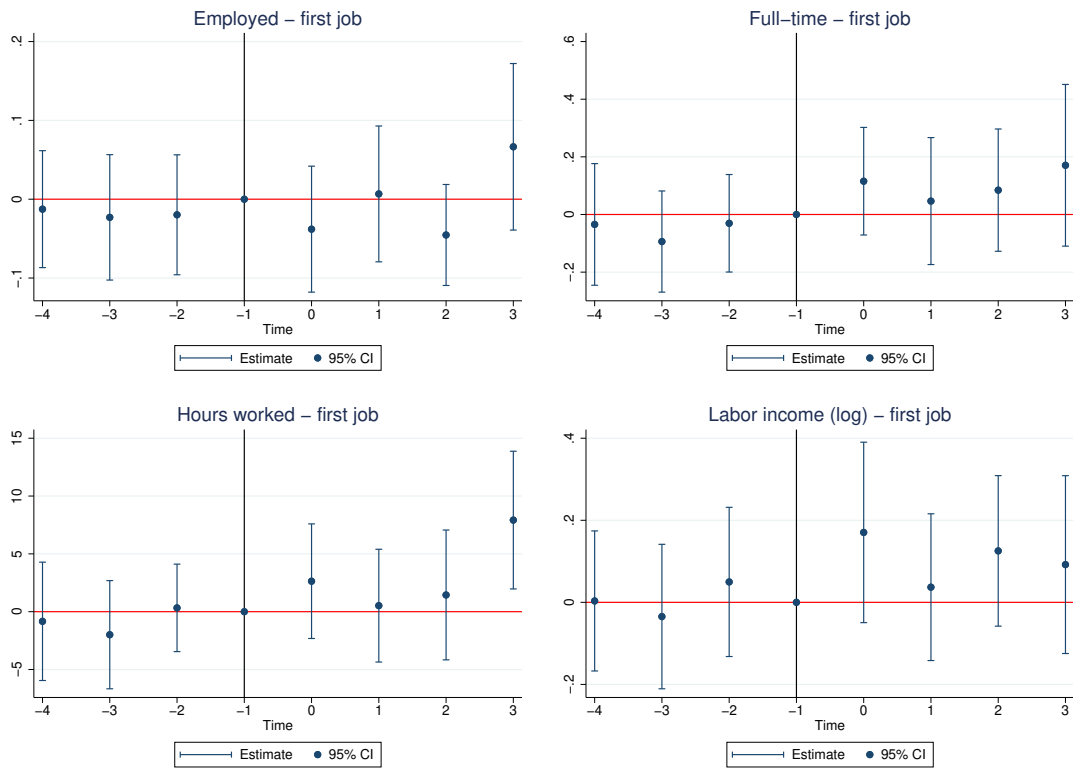 Employed − first job
.2
.1
0
−.1
−4 −3 −2 −1 0 1 2 3
Time
Estimate 95% CI
Full−time − first job
.6
.4
.2
0
−.2
−4 −3 −2 −1 0 1 2 3
Time
Estimate 95% CI
Hours worked − first job
15
10
5
0
−5
−4 −3 −2 −1 0 1 2 3
Time
Estimate 95% CI
Labor income (log) − first job
.4
.2
0
−.2
−4 −3 −2 −1 0 1 2 3
Time
Estimate 95% CI